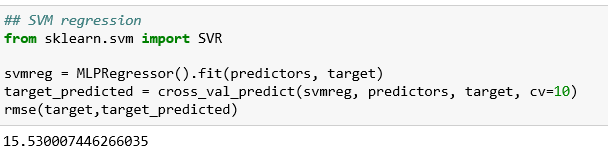 ## SVM regression
from sklearn.svm import SVR
svmreg = MLPRegressor().fit(predictors, target)
target_predicted = cross_val_predict(svmreg, predictors, target, cv=10)
rmse(target,target_predicted)
15.530007446266035